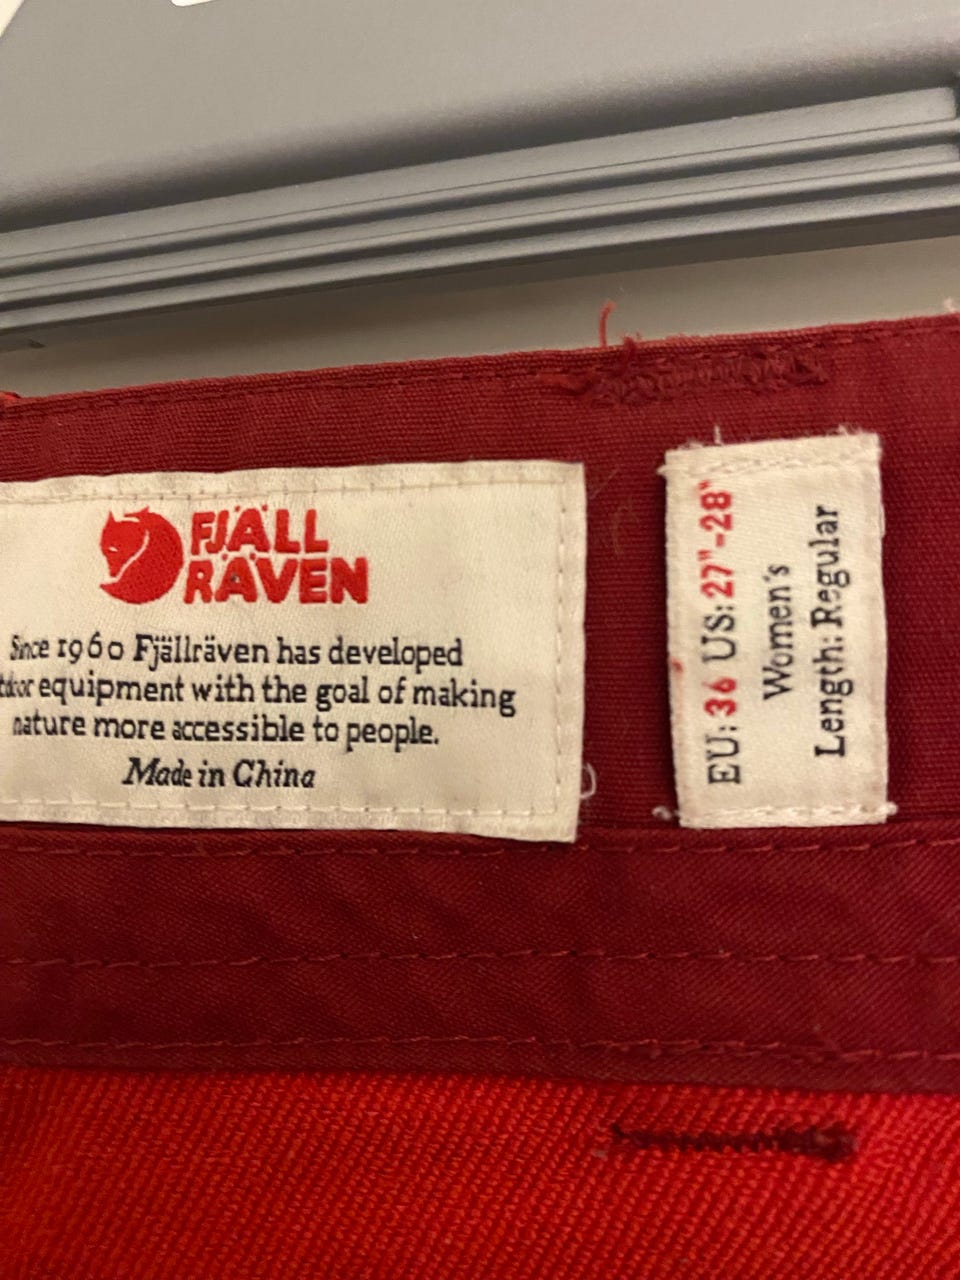 FJÄLL
RÄVEN
Since 1960 Fjällräven has developed
equipment with the goal of making
nature more accessible to people.
Made in China
EU: 36 US: 27"-28"
Women's
Length: Regular